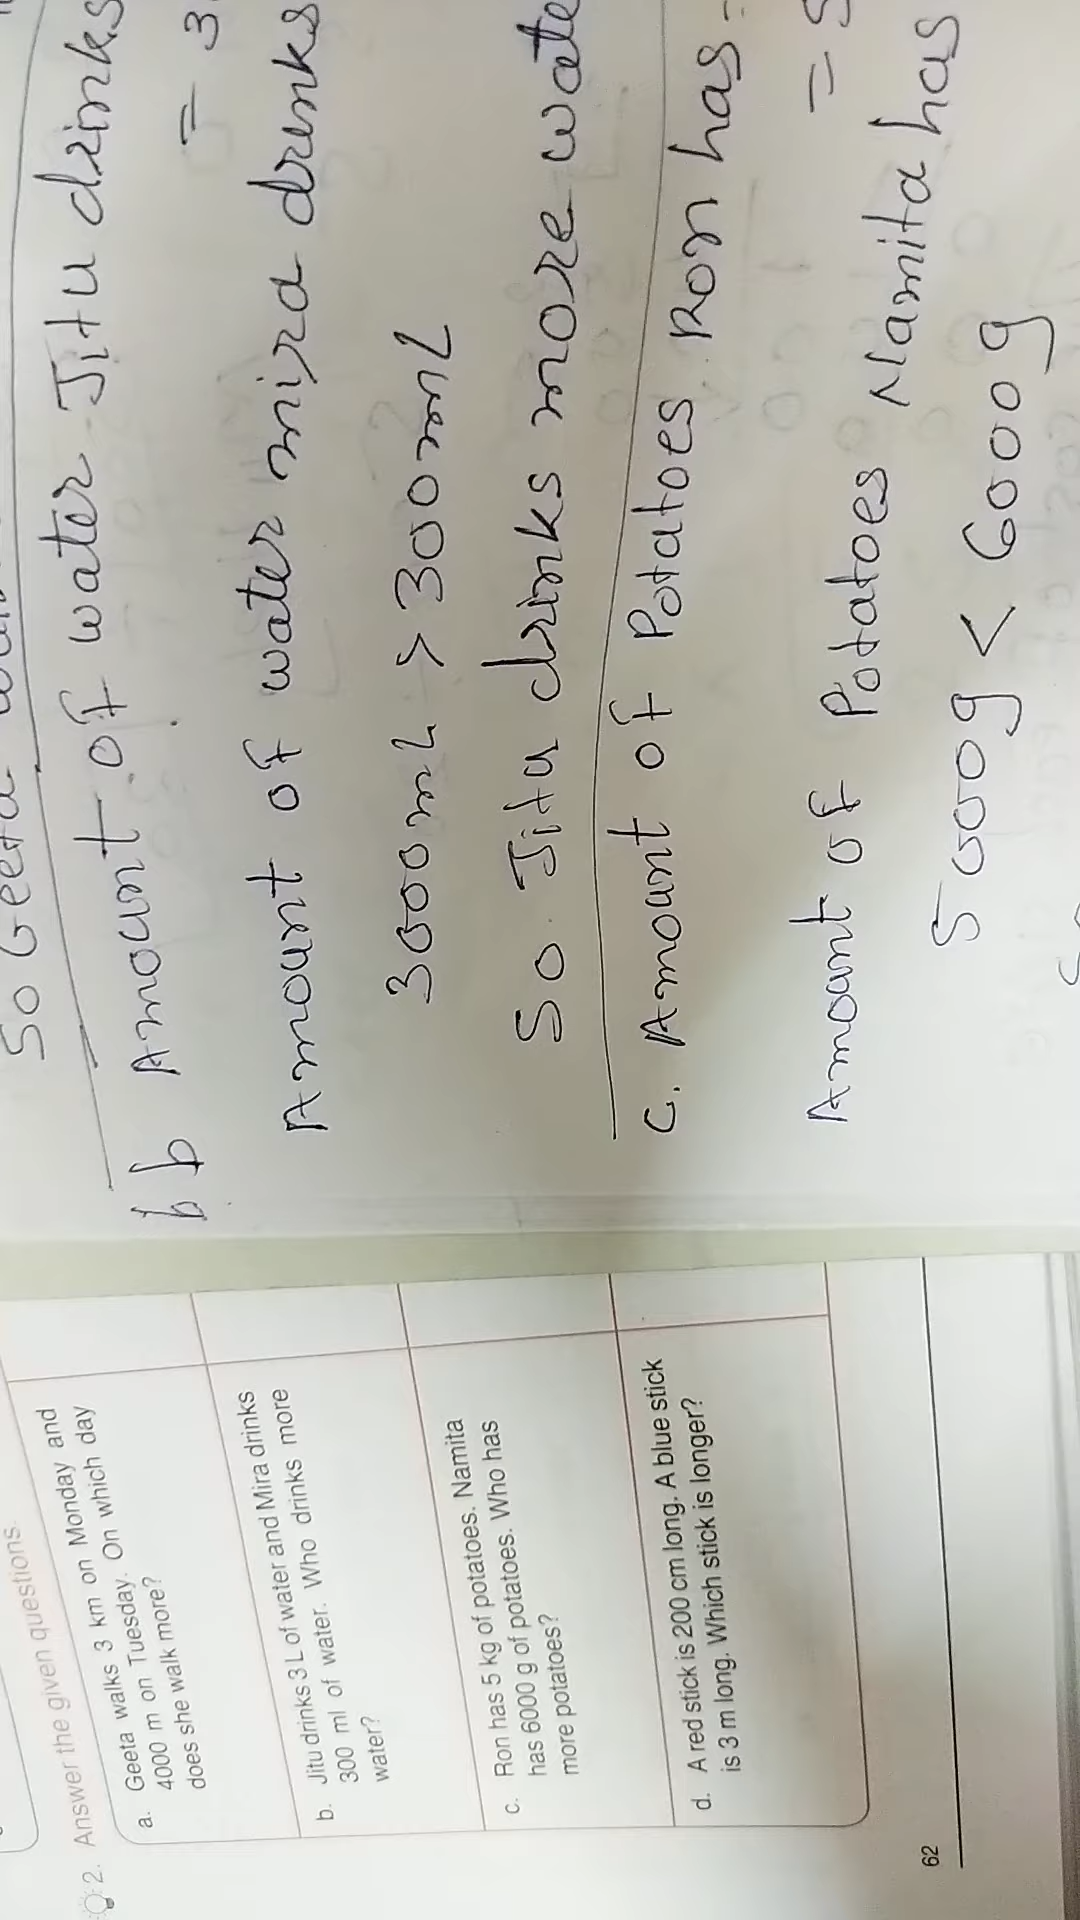 So Geeta
b b Amount of water Jitu drinks
= 3
Amount of water mira drinks
3000mL > 300mL
So Jitu drinks more wate
C. Amount of Potatoes Ron has =
= 5
Amount of Potatoes Namita has
5000g < 6000g
2. Answer the given questions.
a. Geeta walks 3 km on Monday and
4000 m on Tuesday. On which day
does she walk more?
b. Jitu drinks 3 L of water and Mira drinks
300 ml of water. Who drinks more
water?
c. Ron has 5 kg of potatoes. Namita
has 6000 g of potatoes. Who has
more potatoes?
d. A red stick is 200 cm long. A blue stick
is 3 m long. Which stick is longer?
62